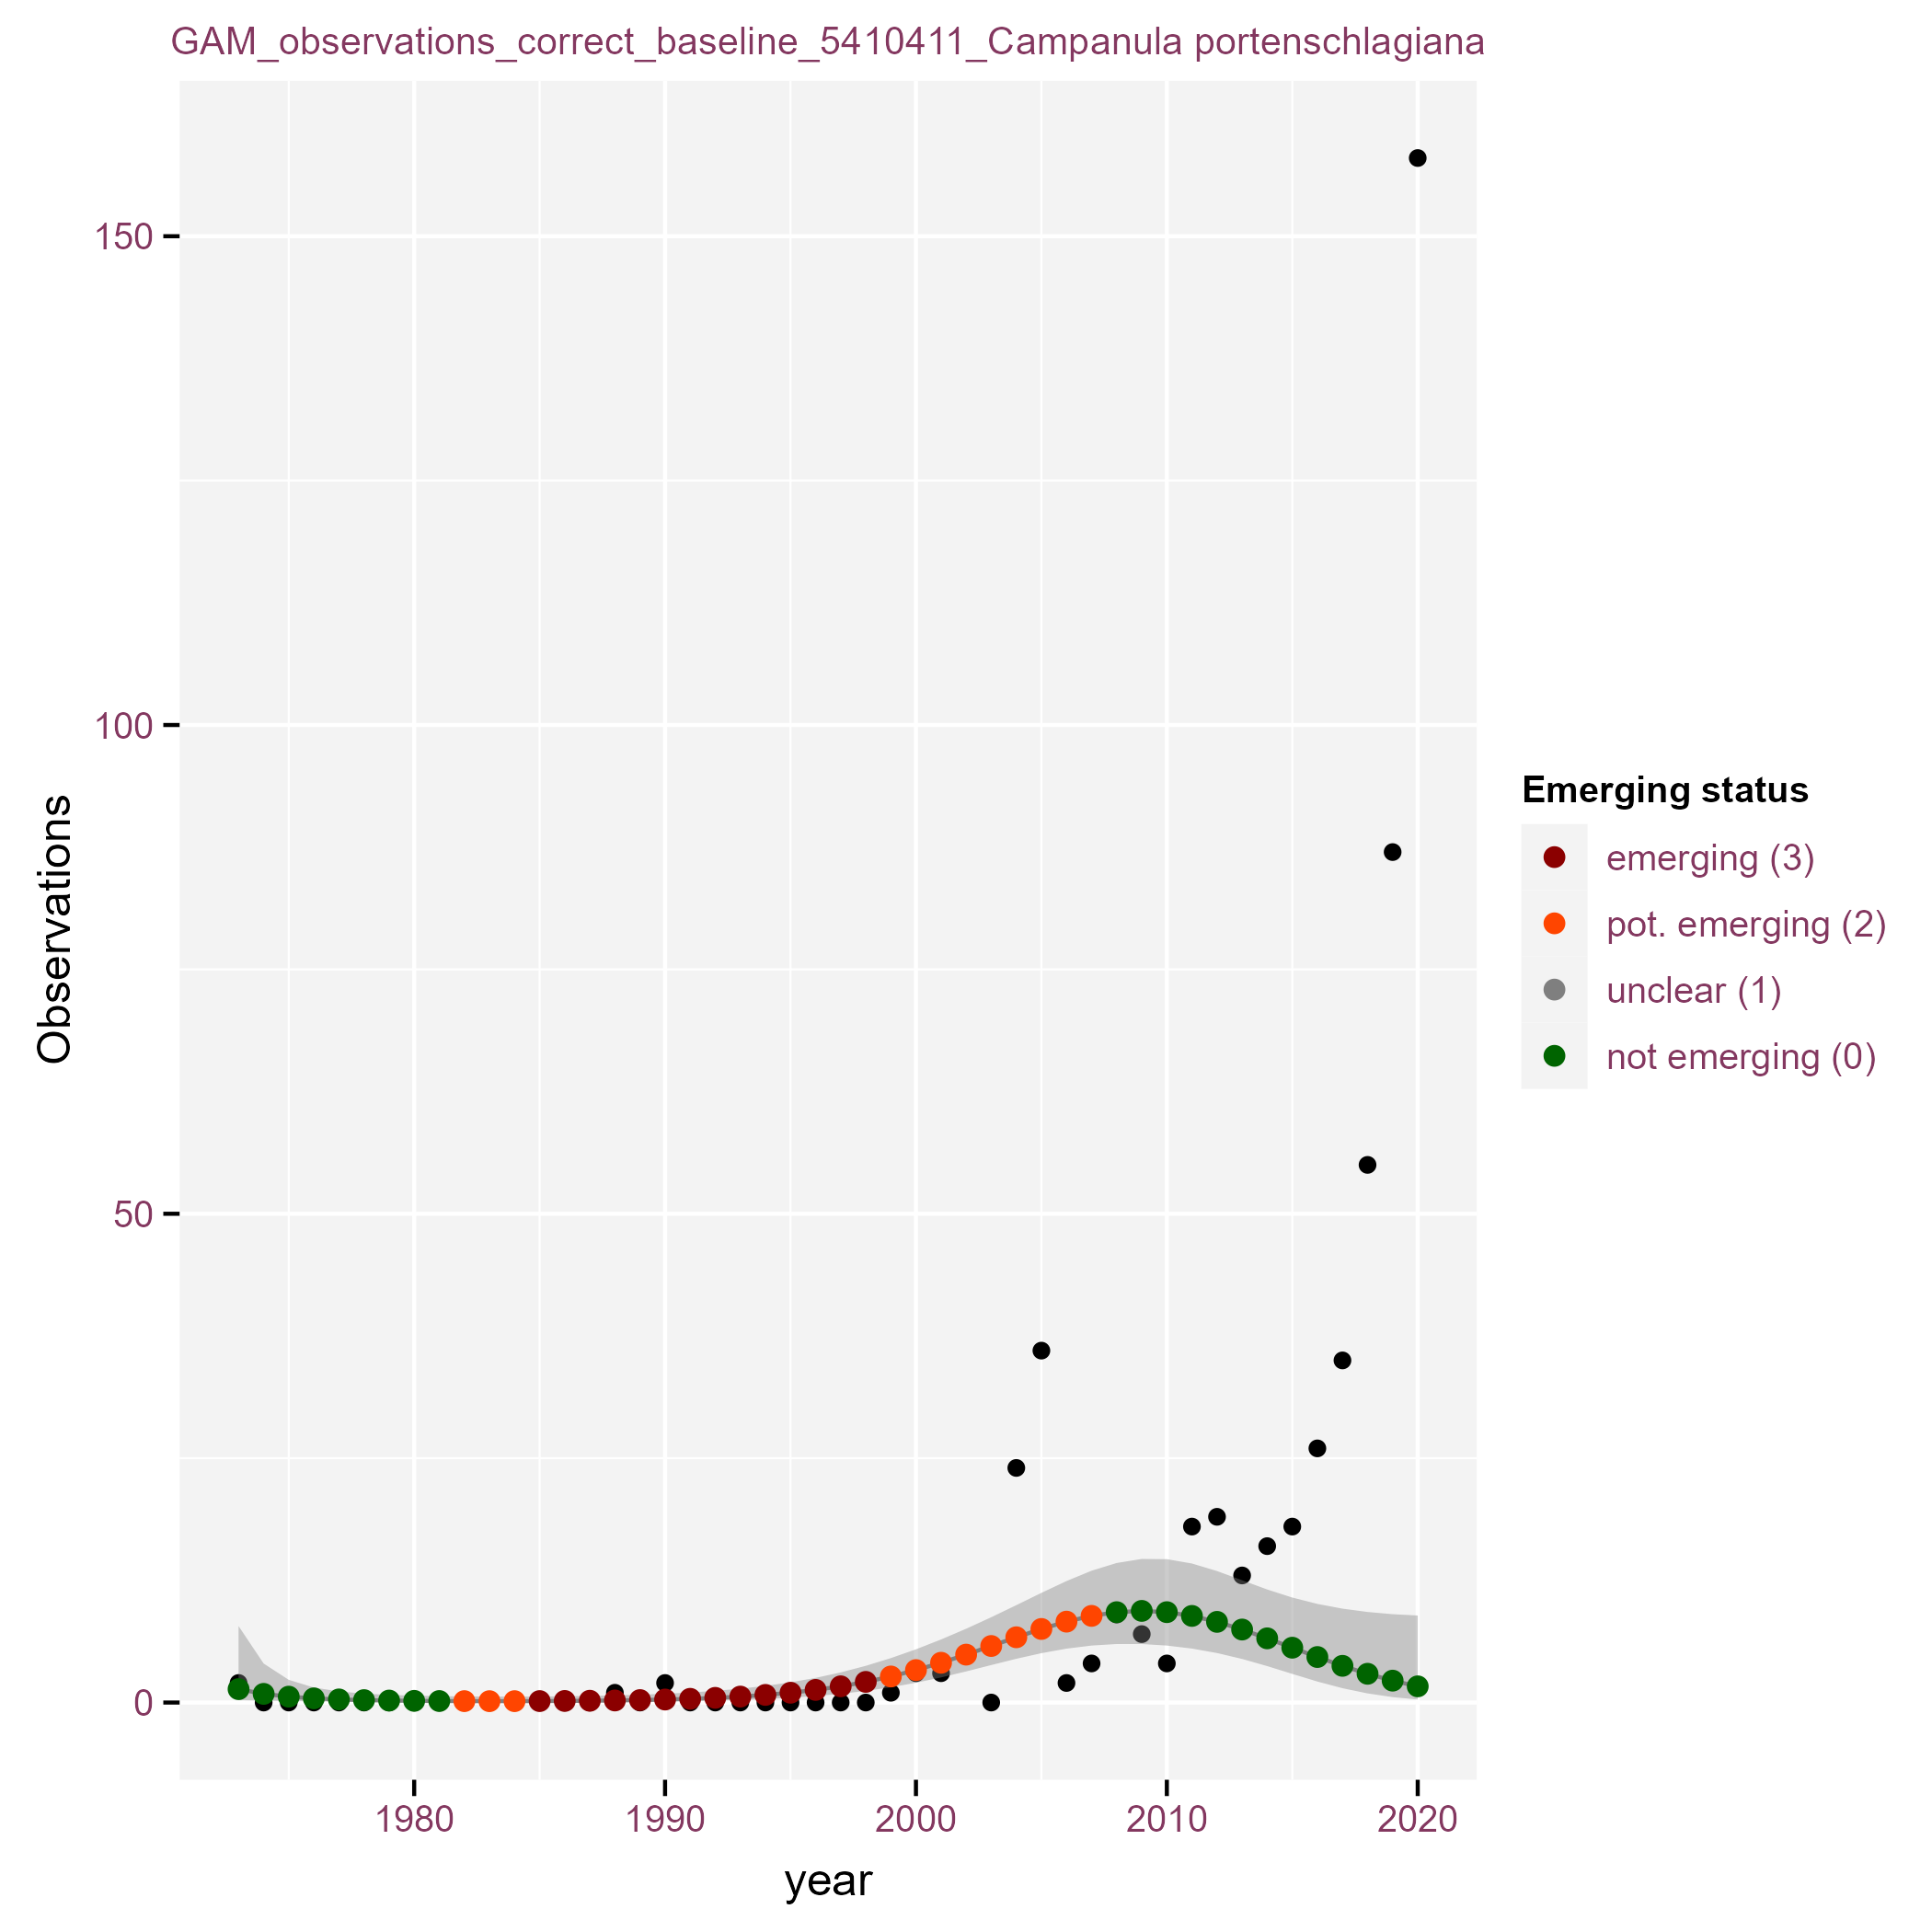 GAM_observations_correct_baseline_5410411_Campanula portenschlagiana
150
100
50
0
Observations
1980
1990
2000
2010
2020
year
Emerging status
emerging (3)
pot. emerging (2)
unclear (1)
not emerging (0)